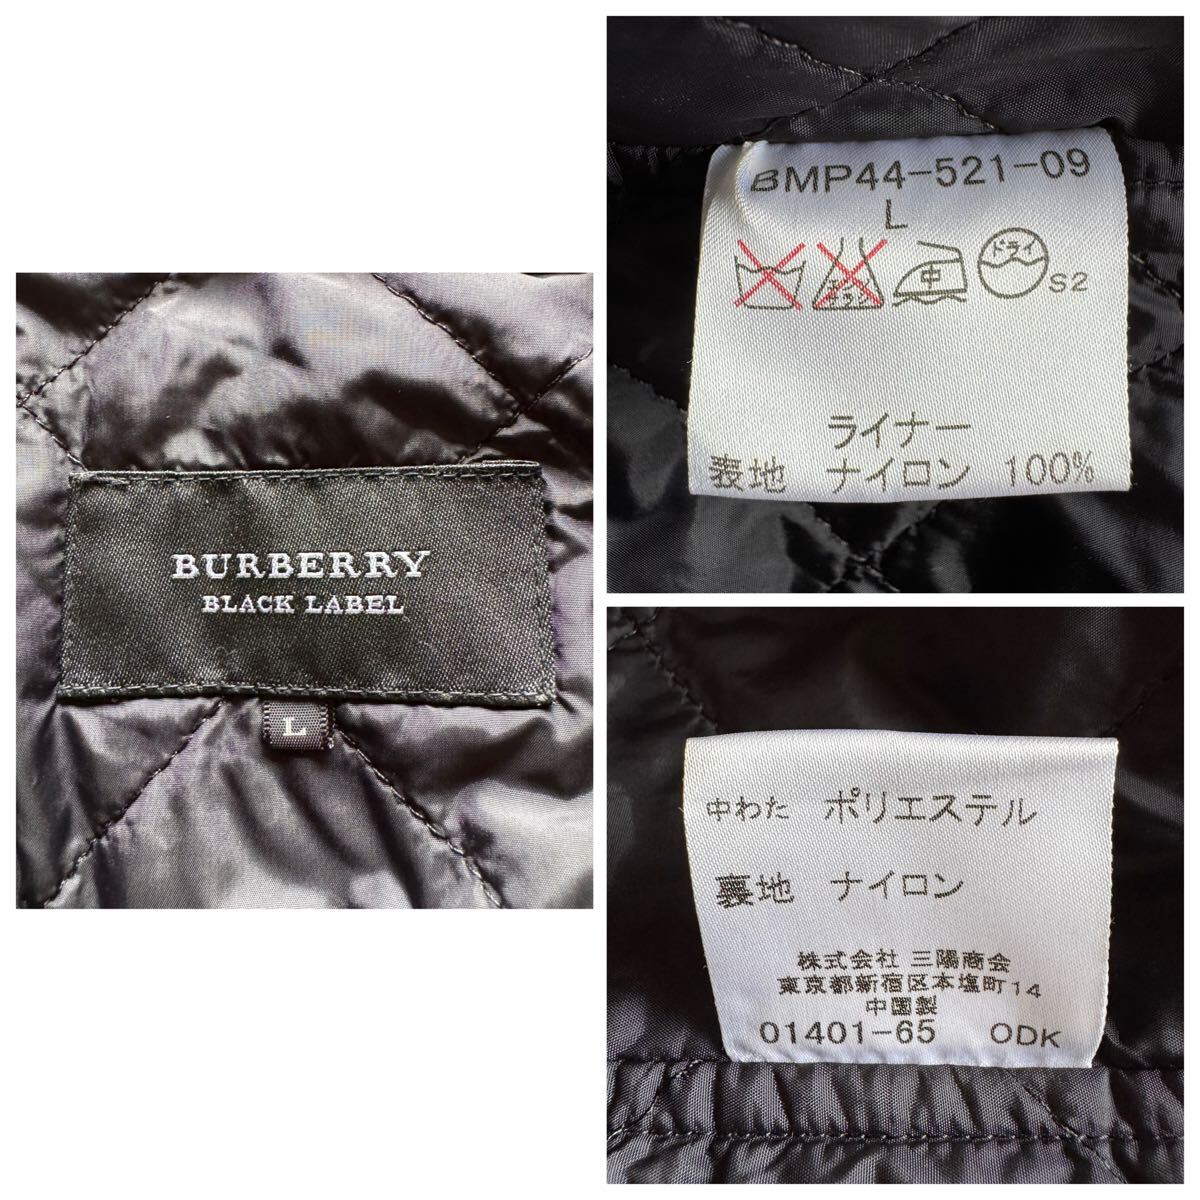 BURBERRY
BLACK LABEL
L
BMP44-521-09
L
中 ドライ S2
ライナー
表地 ナイロン 100%
中わた ポリエステル
裏地 ナイロン
株式会社 三陽商会
東京都新宿区本塩町14
中国製
01401-65 ODK